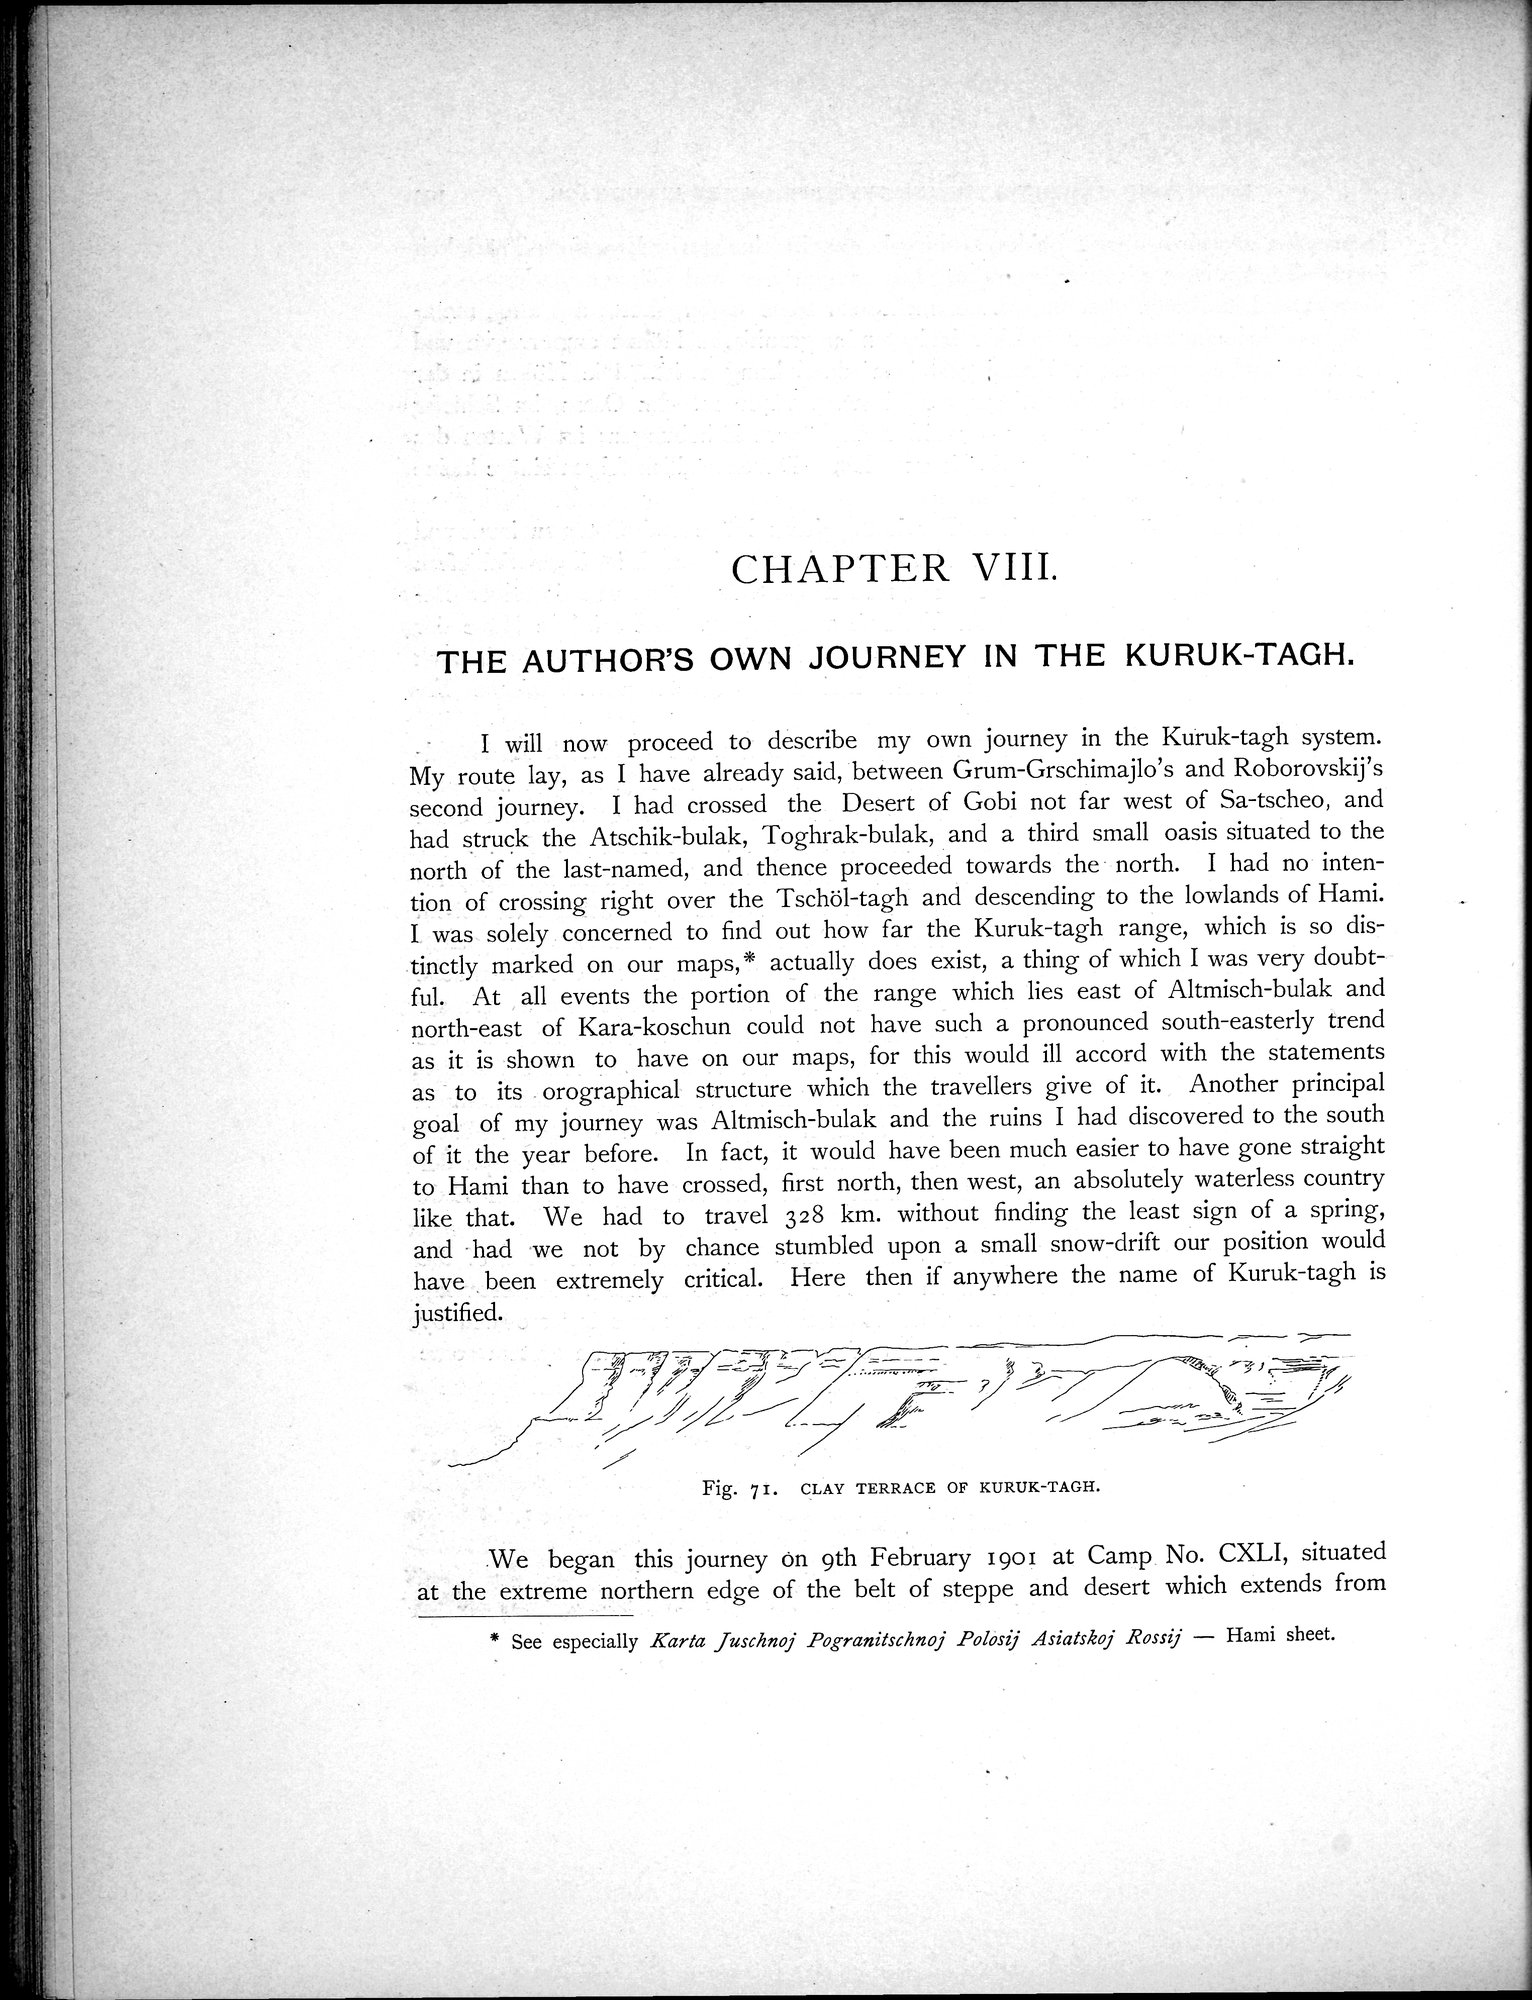 CHAPTER VIII.
THE AUTHOR'S OWN JOURNEY IN THE KURUK-TAGH.
I will now proceed to describe my own journey in the Kuruk-tagh system.
My route lay, as I have already said, between Grum-Grschimajlo's and Roborovskij's
second journey. I had crossed the Desert of Gobi not far west of Sa-tscheo, and
had struck the Atschik-bulak, Toghrak-bulak, and a third small oasis situated to the
north of the last-named, and thence proceeded towards the north. I had no inten-
tion of crossing right over the Tschöl-tagh and descending to the lowlands of Hami.
I was solely concerned to find out how far the Kuruk-tagh range, which is so dis-
tinctly marked on our maps,* actually does exist, a thing of which I was very doubt-
ful. At all events the portion of the range which lies east of Altmisch-bulak and
north-east of Kara-koschun could not have such a pronounced south-easterly trend
as it is shown to have on our maps, for this would ill accord with the statements
as to its orographical structure which the travellers give of it. Another principal
goal of my journey was Altmisch-bulak and the ruins I had discovered to the south
of it the year before. In fact, it would have been much easier to have gone straight
to Hami than to have crossed, first north, then west, an absolutely waterless country
like that. We had to travel 328 km. without finding the least sign of a spring,
and had we not by chance stumbled upon a small snow-drift our position would
have been extremely critical. Here then if anywhere the name of Kuruk-tagh is
justified.
Fig. 71. CLAY TERRACE OF KURUK-TAGH.
We began this journey on 9th February 1901 at Camp No. CXLI, situated
at the extreme northern edge of the belt of steppe and desert which extends from
* See especially Karta Juschnoj Pogranitschnoj Polosij Asiatskoj Rossij — Hami sheet.